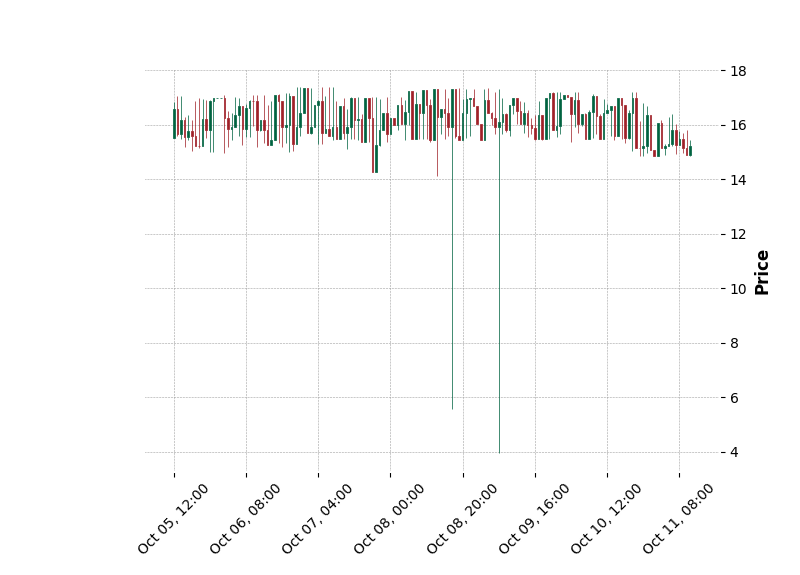 18
16
14
12
10
8
6
4
Price
Oct 05, 12:00
Oct 06, 08:00
Oct 07, 04:00
Oct 08, 00:00
Oct 08, 20:00
Oct 09, 16:00
Oct 10, 12:00
Oct 11, 08:00